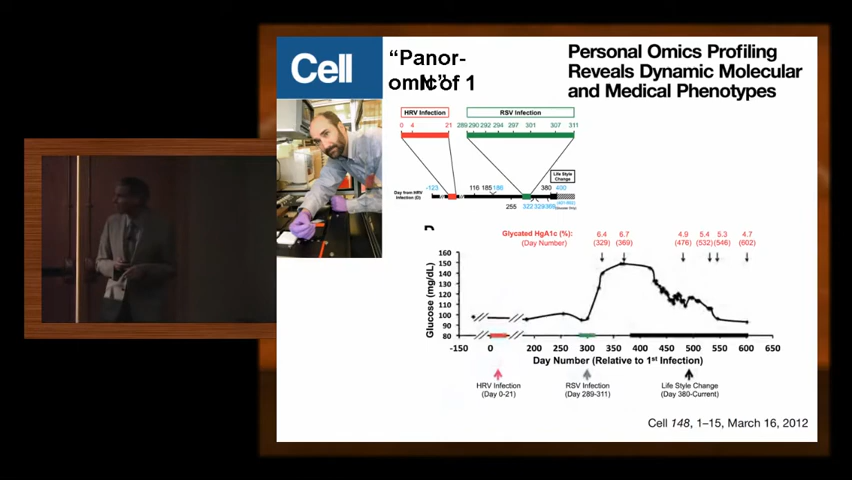 Cell
“Panor-
omic”
N of 1
Personal Omics Profiling
Reveals Dynamic Molecular
and Medical Phenotypes
HRV Infection
RSV Infection
0 4 21 289 290 292 294 297 301 307 311
Life Style
Change
Day from HRV
Infection (D)
-123 116 185 186 380 400
255 322 329 369
Glycated HgA1c (%):
(Day Number)
6.4 6.7 4.9 5.4 5.3 4.7
(329) (369) (476) (532) (546) (602)
Glucose (mg/dL)
160
150
140
130
120
110
100
90
80
-150 0 200 250 300 350 400 450 500 550 600 650
Day Number (Relative to 1st Infection)
HRV Infection
(Day 0-21)
RSV Infection
(Day 289-311)
Life Style Change
(Day 380-Current)
Cell 148, 1–15, March 16, 2012